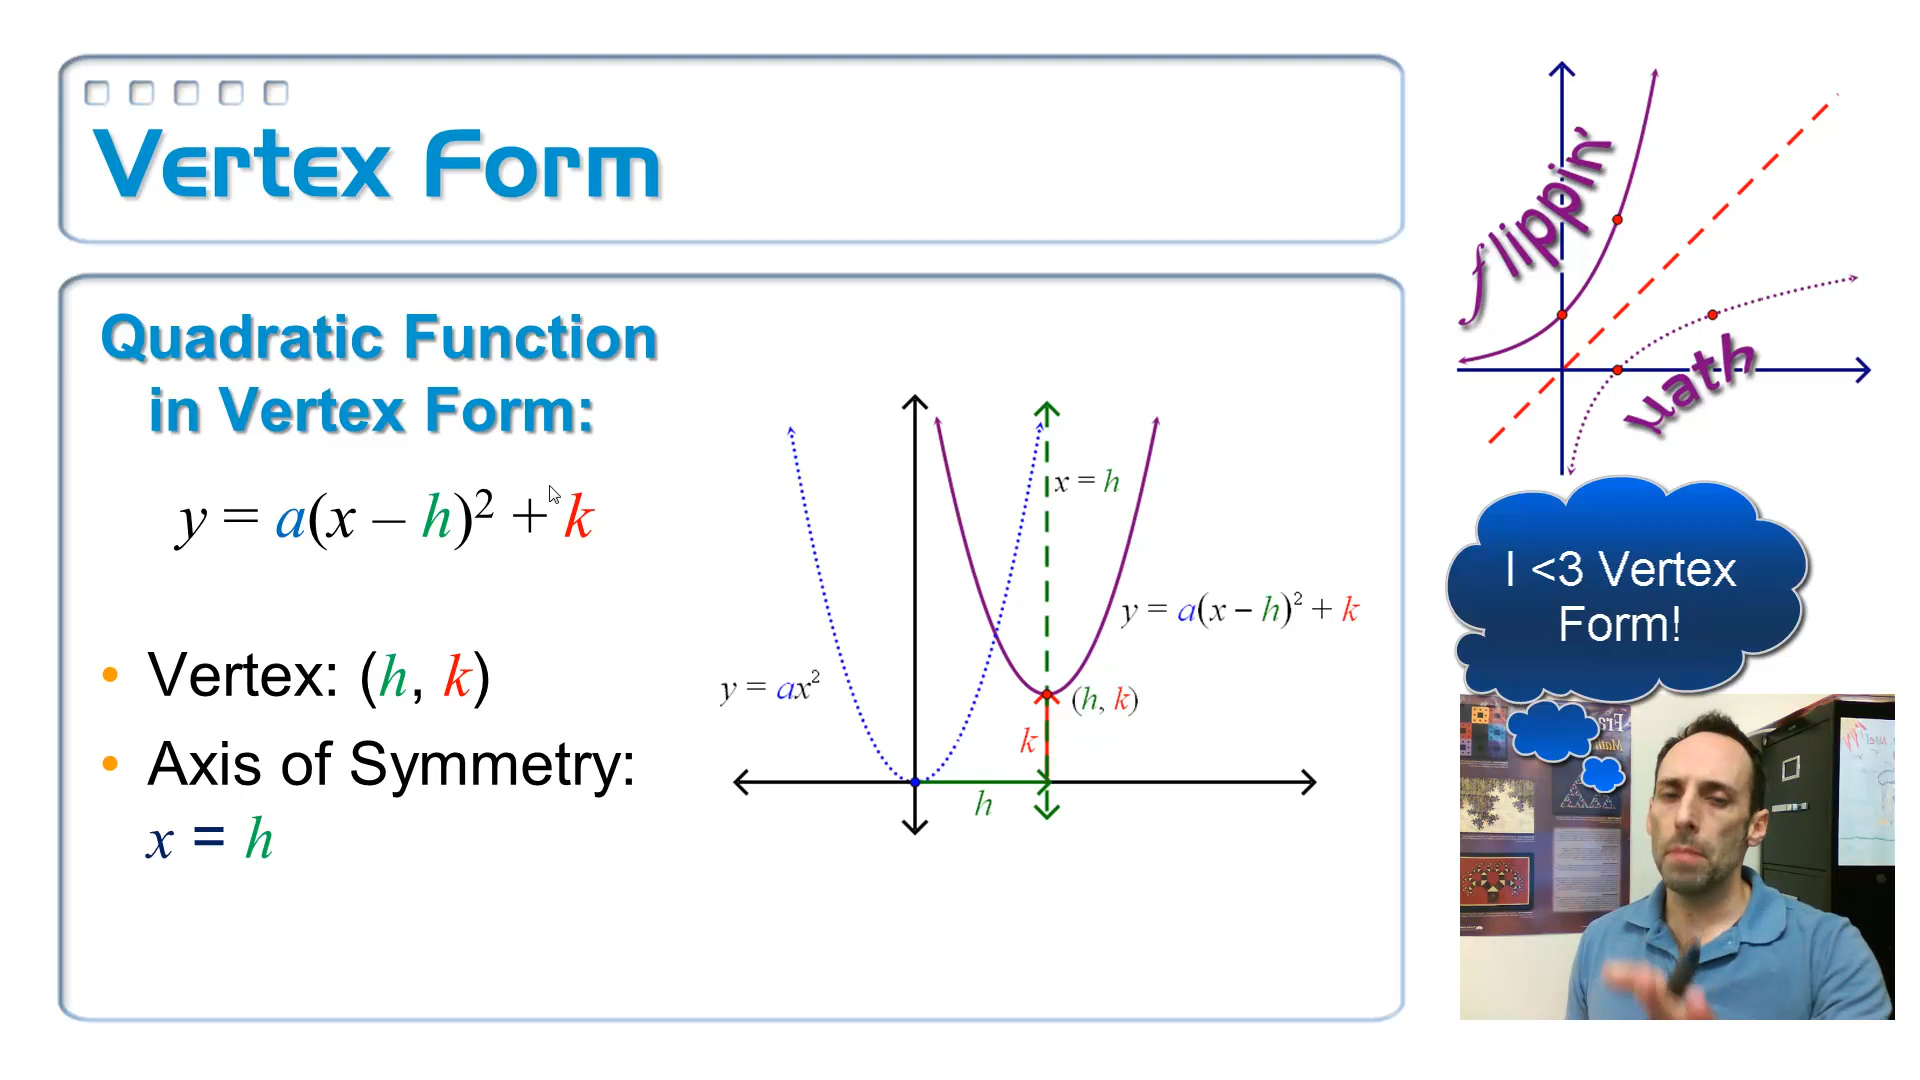 Vertex Form
Quadratic Function
in Vertex Form:
y = a(x – h)² + k
• Vertex: (h, k)
• Axis of Symmetry:
x = h
x = h
y = a(x – h)² + k
y = ax²
(h, k)
k
h
flippin'
math
I <3 Vertex
Form!